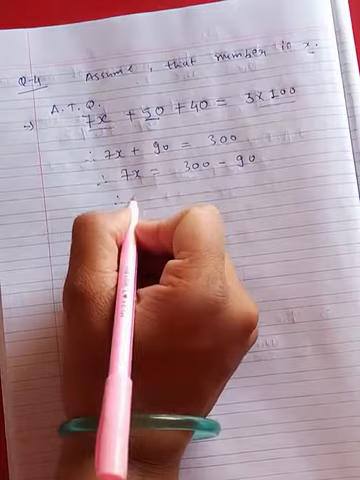 Q-4 Assume, that number is x.
A.T.Q.
→ 7x + 50 + 40 = 3 × 100
∴ 7x + 90 = 300
∴ 7x = 300 - 90
∴